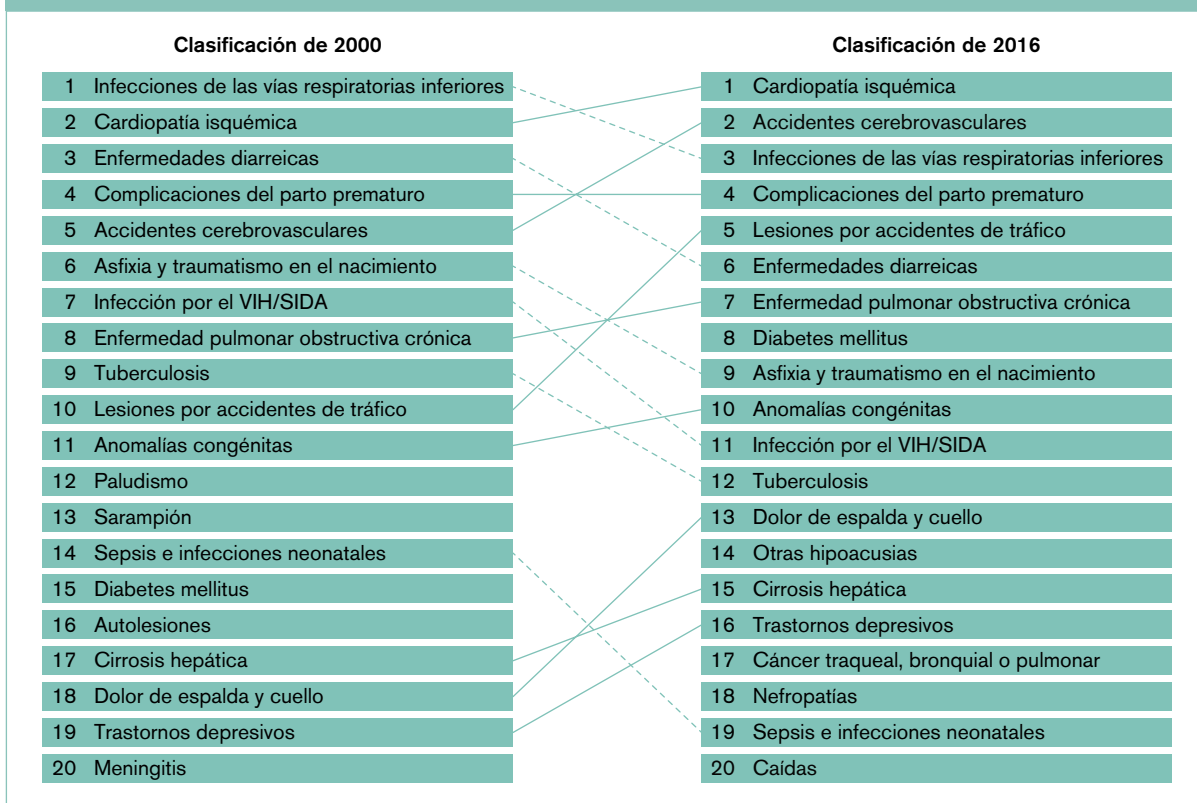 Clasificación de 2000
1 Infecciones de las vías respiratorias inferiores
2 Cardiopatía isquémica
3 Enfermedades diarreicas
4 Complicaciones del parto prematuro
5 Accidentes cerebrovasculares
6 Asfixia y traumatismo en el nacimiento
7 Infección por el VIH/SIDA
8 Enfermedad pulmonar obstructiva crónica
9 Tuberculosis
10 Lesiones por accidentes de tráfico
11 Anomalías congénitas
12 Paludismo
13 Sarampión
14 Sepsis e infecciones neonatales
15 Diabetes mellitus
16 Autolesiones
17 Cirrosis hepática
18 Dolor de espalda y cuello
19 Trastornos depresivos
20 Meningitis
Clasificación de 2016
1 Cardiopatía isquémica
2 Accidentes cerebrovasculares
3 Infecciones de las vías respiratorias inferiores
4 Complicaciones del parto prematuro
5 Lesiones por accidentes de tráfico
6 Enfermedades diarreicas
7 Enfermedad pulmonar obstructiva crónica
8 Diabetes mellitus
9 Asfixia y traumatismo en el nacimiento
10 Anomalías congénitas
11 Infección por el VIH/SIDA
12 Tuberculosis
13 Dolor de espalda y cuello
14 Otras hipoacusias
15 Cirrosis hepática
16 Trastornos depresivos
17 Cáncer traqueal, bronquial o pulmonar
18 Nefropatías
19 Sepsis e infecciones neonatales
20 Caídas